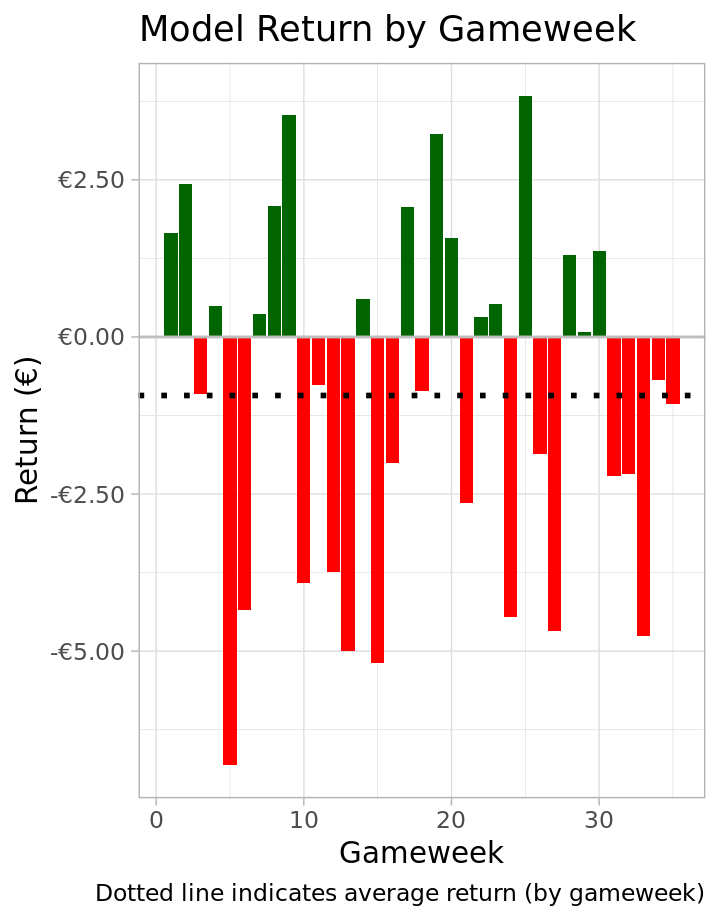 Model Return by Gameweek
Return (€)
€2.50
€0.00
-€2.50
-€5.00
0 10 20 30
Gameweek
Dotted line indicates average return (by gameweek)